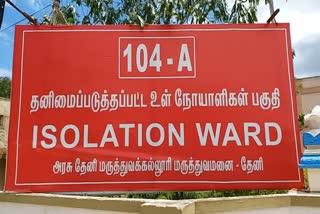 104-A
தனிமைப்படுத்தப்பட்ட உள் நோயாளிகள் பகுதி
ISOLATION WARD
அரசு தேனி மருத்துவக்கல்லூரி மருத்துவமனை - தேனி